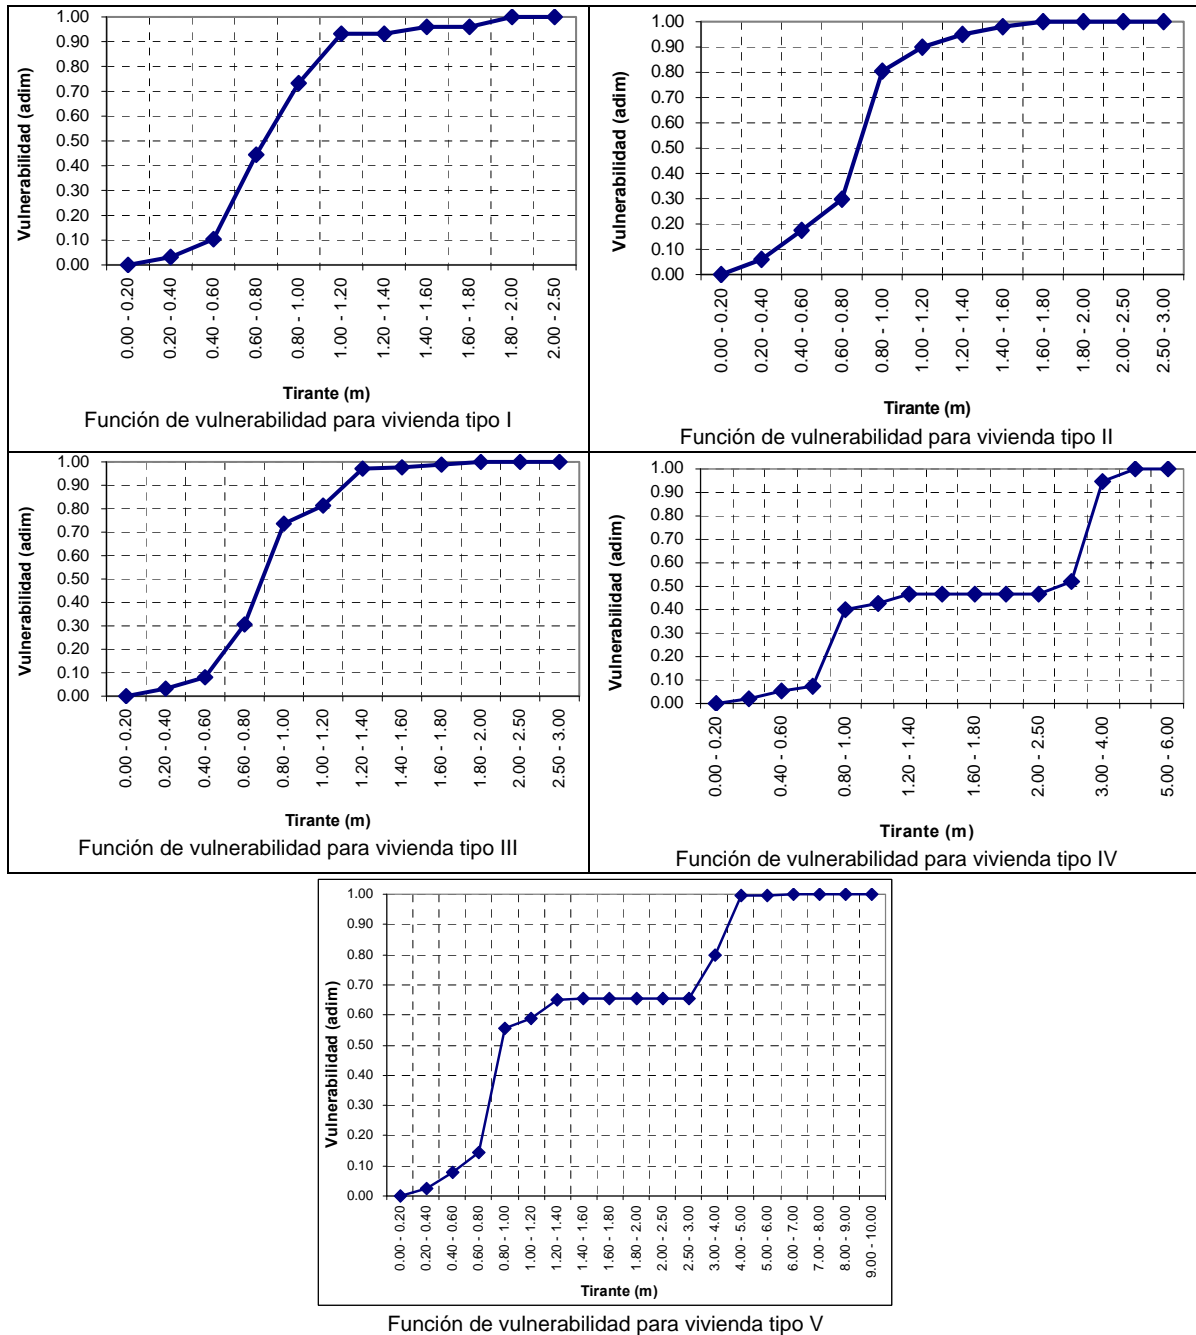 Vulnerabilidad (adim)
1.00
0.90
0.80
0.70
0.60
0.50
0.40
0.30
0.20
0.10
0.00
0.00 - 0.20
0.20 - 0.40
0.40 - 0.60
0.60 - 0.80
0.80 - 1.00
1.00 - 1.20
1.20 - 1.40
1.40 - 1.60
1.60 - 1.80
1.80 - 2.00
2.00 - 2.50
Tirante (m)
Función de vulnerabilidad para vivienda tipo I
Vulnerabilidad (adim)
1.00
0.90
0.80
0.70
0.60
0.50
0.40
0.30
0.20
0.10
0.00
0.00 - 0.20
0.20 - 0.40
0.40 - 0.60
0.60 - 0.80
0.80 - 1.00
1.00 - 1.20
1.20 - 1.40
1.40 - 1.60
1.60 - 1.80
1.80 - 2.00
2.00 - 2.50
2.50 - 3.00
Tirante (m)
Función de vulnerabilidad para vivienda tipo II
Vulnerabilidad (adim)
1.00
0.90
0.80
0.70
0.60
0.50
0.40
0.30
0.20
0.10
0.00
0.00 - 0.20
0.20 - 0.40
0.40 - 0.60
0.60 - 0.80
0.80 - 1.00
1.00 - 1.20
1.20 - 1.40
1.40 - 1.60
1.60 - 1.80
1.80 - 2.00
2.00 - 2.50
2.50 - 3.00
Tirante (m)
Función de vulnerabilidad para vivienda tipo III
Vulnerabilidad (adim)
1.00
0.90
0.80
0.70
0.60
0.50
0.40
0.30
0.20
0.10
0.00
0.00 - 0.20
0.40 - 0.60
0.80 - 1.00
1.20 - 1.40
1.60 - 1.80
2.00 - 2.50
3.00 - 4.00
5.00 - 6.00
Tirante (m)
Función de vulnerabilidad para vivienda tipo IV
Vulnerabilidad (adim)
1.00
0.90
0.80
0.70
0.60
0.50
0.40
0.30
0.20
0.10
0.00
0.00 - 0.20
0.20 - 0.40
0.40 - 0.60
0.60 - 0.80
0.80 - 1.00
1.00 - 1.20
1.20 - 1.40
1.40 - 1.60
1.60 - 1.80
1.80 - 2.00
2.00 - 2.50
2.50 - 3.00
3.00 - 4.00
4.00 - 5.00
5.00 - 6.00
6.00 - 7.00
7.00 - 8.00
8.00 - 9.00
9.00 - 10.00
Tirante (m)
Función de vulnerabilidad para vivienda tipo V